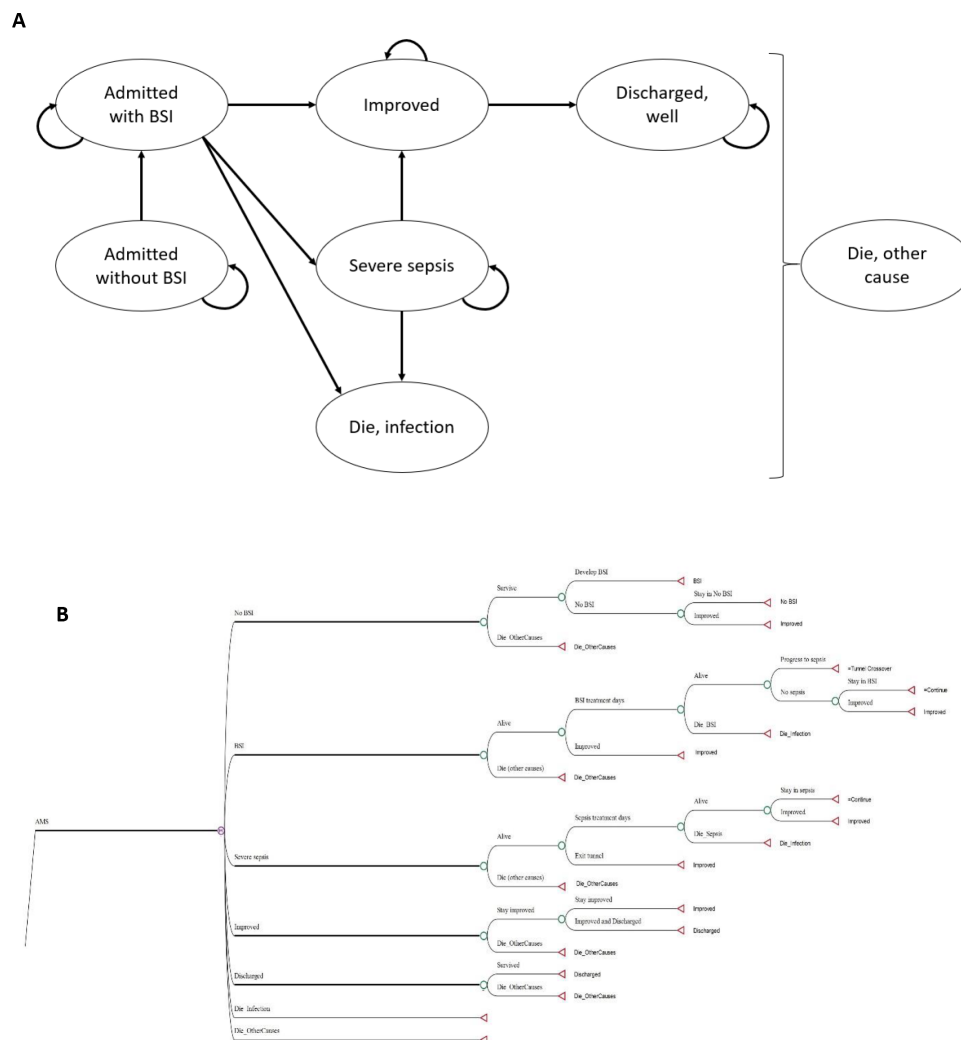 A
Admitted
with BSI
Improved
Discharged,
well
Admitted
without BSI
Severe sepsis
Die, other
cause
Die, infection
B
AMS
No BSI
Survive
Develop BSI
BSI
No BSI
Stay in No BSI
No BSI
Improved
Improved
Die_OtherCauses
Die_OtherCauses
BSI
Alive
BSI treatment days
Alive
Progress to sepsis
=Tunnel Crossover
No sepsis
Stay in BSI
=Continue
Improved
Improved
Die_BSI
Die_Infection
Improved
Improved
Die (other causes)
Die_OtherCauses
Severe sepsis
Alive
Sepsis treatment days
Alive
Stay in sepsis
=Continue
Improved
Improved
Die_Sepsis
Die_Infection
Exit tunnel
Improved
Die (other causes)
Die_OtherCauses
Improved
Stay improved
Stay improved
Improved
Improved and Discharged
Discharged
Die_OtherCauses
Die_OtherCauses
Discharged
Survived
Discharged
Die_OtherCauses
Die_OtherCauses
Die_Infection
Die_OtherCauses